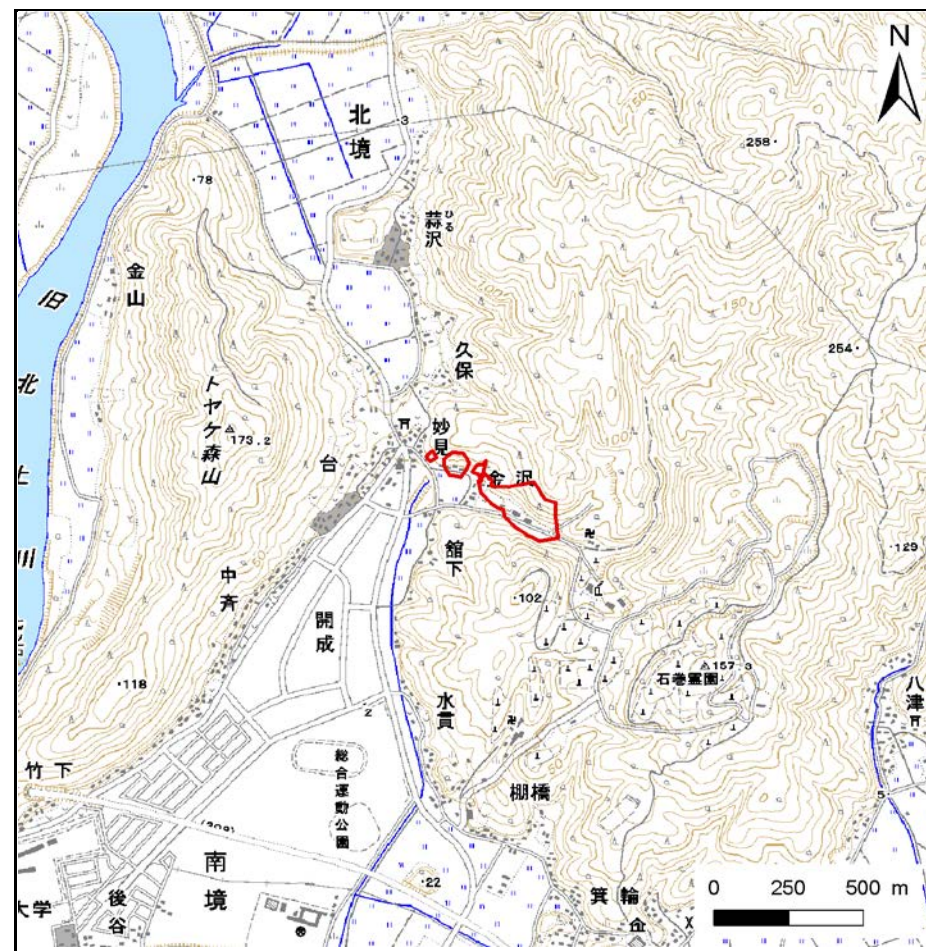 N
北境
3
258
150
78
蒜沢
ひる
金山
旧北上川
100
150
254
久保
トヤケ森山
173.2
妙見
台
金沢
100
129
舘下
102
中斉
開成
157.3
石巻霊園
八津
水貫
118
2
総合運動公園
棚橋
竹下
5
南境
22
0 250 500 m
大学
後谷
箕輪